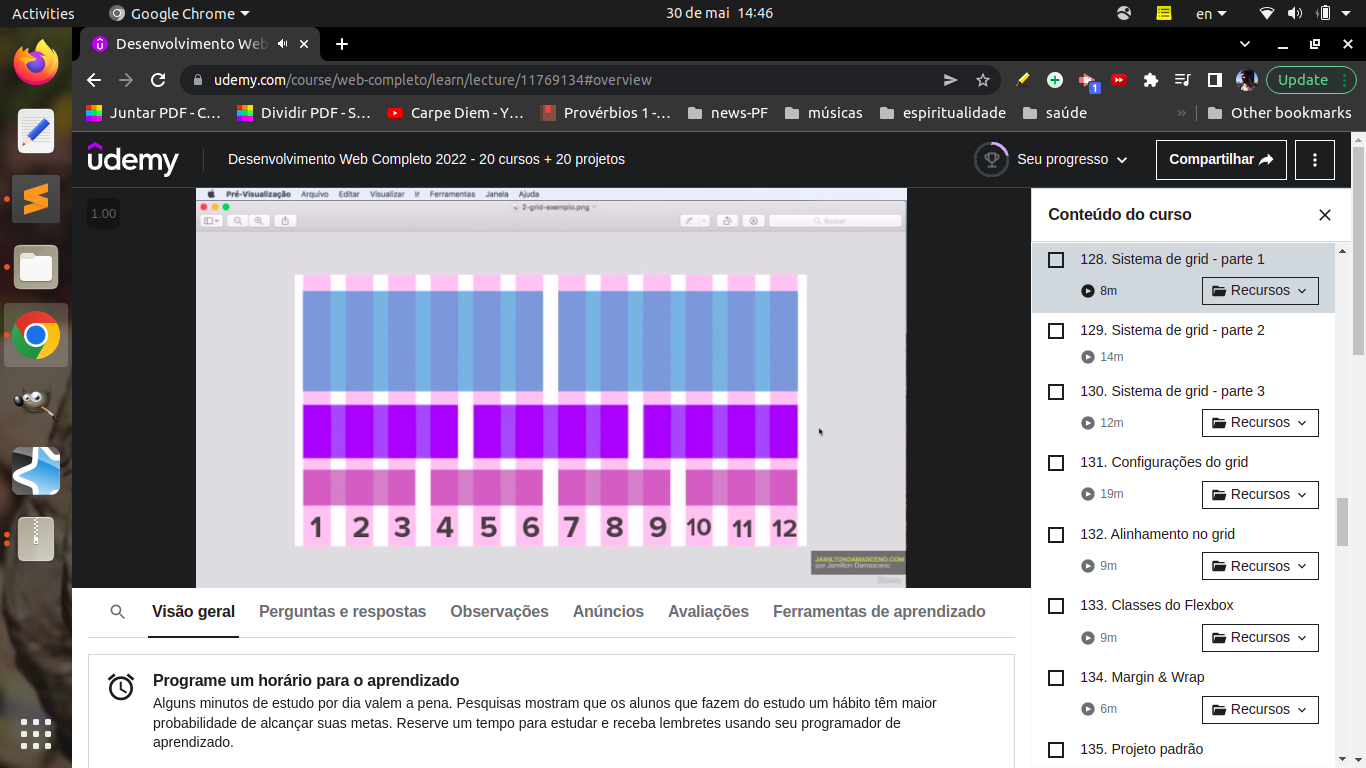 Activities
Google Chrome
30 de mai 14:46
en
Desenvolvimento Web
udemy.com/course/web-completo/learn/lecture/11769134#overview
1
Update
Juntar PDF - C…
Dividir PDF - S…
Carpe Diem - Y…
Provérbios 1 -…
news-PF
músicas
espiritualidade
saúde
»
Other bookmarks
udemy
Desenvolvimento Web Completo 2022 - 20 cursos + 20 projetos
Seu progresso
Compartilhar
1.00
Pré-Visualização Arquivo Editar Visualizar Ir Ferramentas Janela Ajuda
2-grid-exemplo.png
Buscar
1 2 3 4 5 6 7 8 9 10 11 12
JAMILTONDAMASCENO.COM
por Jamilton Damasceno
Udemy
Conteúdo do curso
128. Sistema de grid - parte 1
8m
Recursos
129. Sistema de grid - parte 2
14m
130. Sistema de grid - parte 3
12m
Recursos
131. Configurações do grid
19m
Recursos
132. Alinhamento no grid
9m
Recursos
133. Classes do Flexbox
9m
Recursos
134. Margin & Wrap
6m
Recursos
135. Projeto padrão
Visão geral
Perguntas e respostas
Observações
Anúncios
Avaliações
Ferramentas de aprendizado
Programe um horário para o aprendizado
Alguns minutos de estudo por dia valem a pena. Pesquisas mostram que os alunos que fazem do estudo um hábito têm maior
probabilidade de alcançar suas metas. Reserve um tempo para estudar e receba lembretes usando seu programador de
aprendizado.